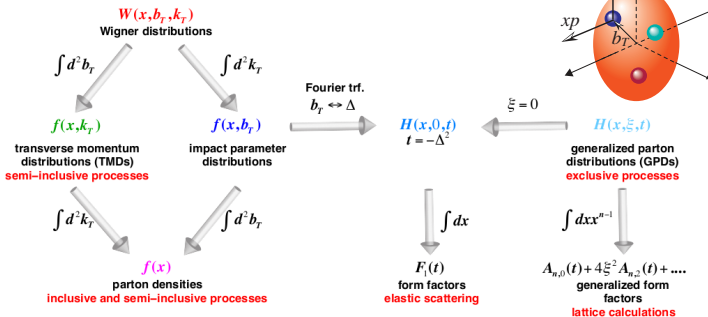 W(x,b_T,k_T)
Wigner distributions
∫d²b_T
∫d²k_T
xp
b_T
f(x,k_T)
transverse momentum
distributions (TMDs)
semi−inclusive processes
f(x,b_T)
impact parameter
distributions
Fourier trf.
b_T ↔ Δ
H(x,0,t)
t = −Δ²
ξ = 0
H(x,ξ,t)
generalized parton
distributions (GPDs)
exclusive processes
∫d²k_T
∫d²b_T
∫dx
∫dxxⁿ⁻¹
f(x)
parton densities
inclusive and semi−inclusive processes
F₁(t)
form factors
elastic scattering
A_{n,0}(t) + 4ξ² A_{n,2}(t) + ....
generalized form
factors
lattice calculations